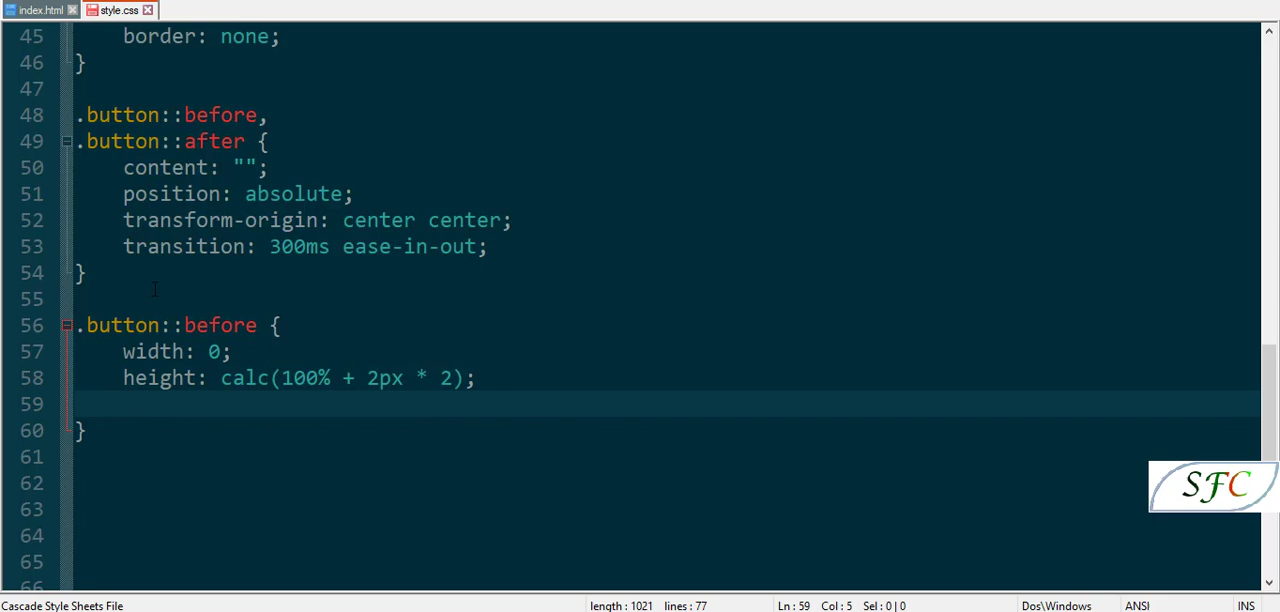 index.html style.css
45 border: none;
46 }
47
48 .button::before,
49 .button::after {
50 content: "";
51 position: absolute;
52 transform-origin: center center;
53 transition: 300ms ease-in-out;
54 }
55
56 .button::before {
57 width: 0;
58 height: calc(100% + 2px * 2);
59
60 }
61
62
63
64
65
66
SFC
Cascade Style Sheets File length : 1021 lines : 77 Ln : 59 Col : 5 Sel : 0 | 0 Dos\Windows ANSI INS